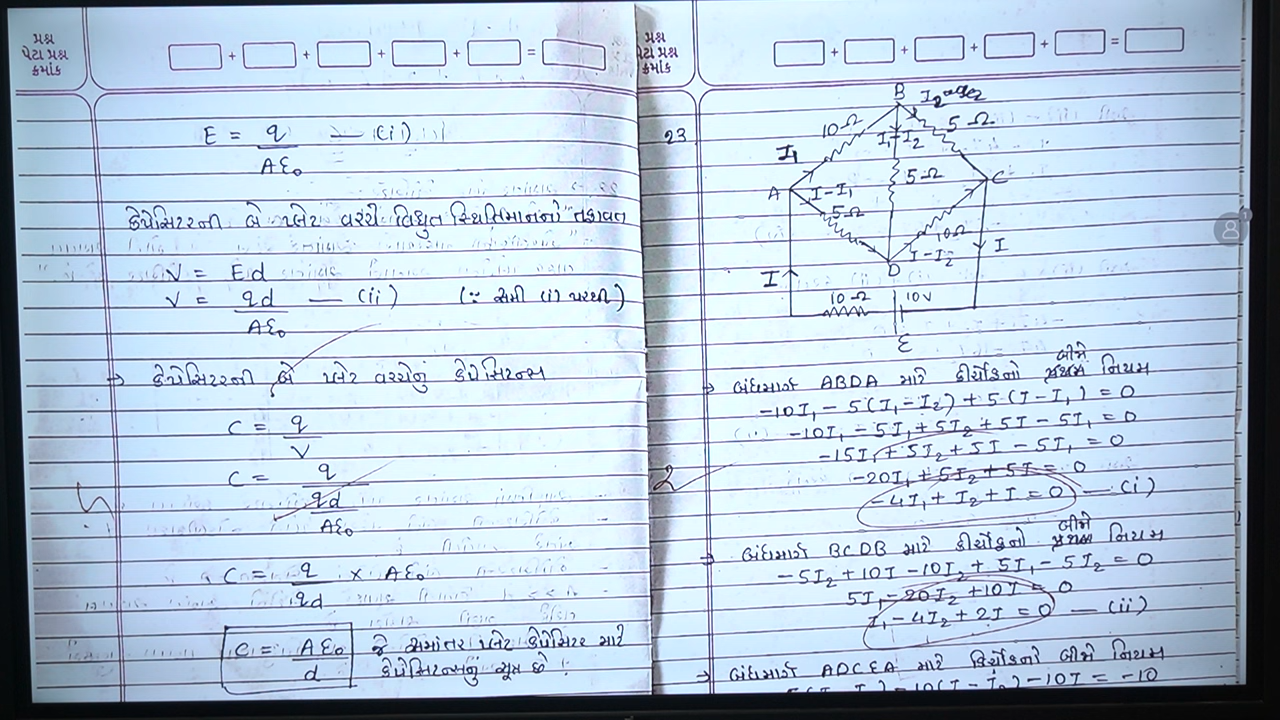 પ્રશ્ન
પેટા પ્રશ્ન
ક્રમાંક
+ + + + =
E = q / Aε₀ — (i)
કેપેસિટરની બે પ્લેટ વચ્ચે વિદ્યુત સ્થિતિમાનનો તફાવત
V = Ed
V = qd / Aε₀ — (ii) (∵ સમી (i) પરથી)
→ કેપેસિટરની બે પ્લેટ વચ્ચેનું કેપેસિટન્સ
C = q / V
C = q / (qd / Aε₀)
C = q / qd × Aε₀
C = Aε₀ / d જે સમાંતર પ્લેટ કેપેસિટર માટે
કેપેસિટન્સનું સૂત્ર છે.
પ્રશ્ન
પેટા પ્રશ્ન
ક્રમાંક
+ + + + =
23
B I₂
10Ω I₁-I₂ 5Ω
I₁
A I-I₁ 5Ω C
5Ω 10Ω
D I-I₂ I
I
10Ω 10V
E
→ બંધમાર્ગ ABDA માટે કીર્ચોફનો બીજો નિયમ
-10I₁ - 5(I₁-I₂) + 5(I-I₁) = 0
-10I₁ - 5I₁ + 5I₂ + 5I - 5I₁ = 0
-15I₁ + 5I₂ + 5I - 5I₁ = 0
2
-20I₁ + 5I₂ + 5I = 0
-4I₁ + I₂ + I = 0 — (i)
→ બંધમાર્ગ BCDB માટે કીર્ચોફનો બીજો નિયમ
-5I₂ + 10I - 10I₂ + 5I₁ - 5I₂ = 0
5I₁ - 20I₂ + 10I = 0
I₁ - 4I₂ + 2I = 0 — (ii)
→ બંધમાર્ગ ADCEA માટે કિર્ચોફનો બીજો નિયમ
-10(I-I₂) - 10I = -10